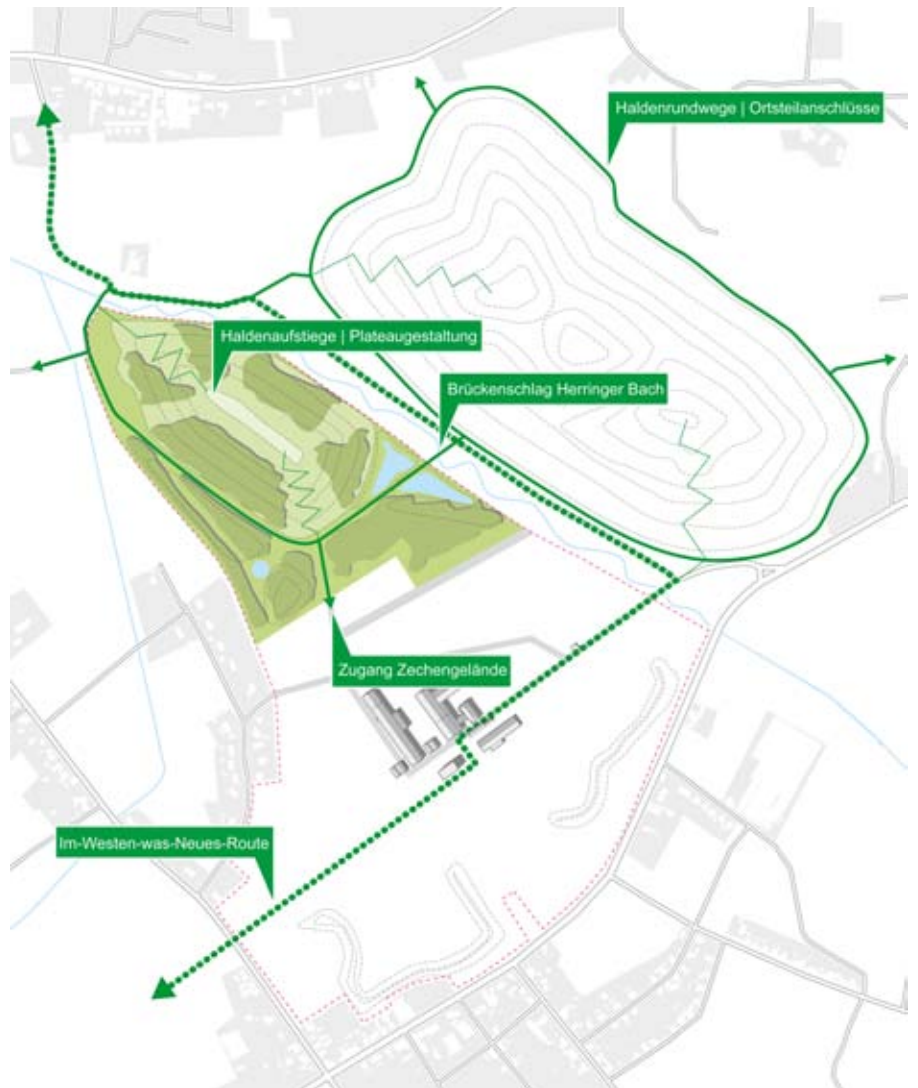 Haldenrundwege | Ortsteilanschlüsse
Haldenaufstiege | Plateaugestaltung
Brückenschlag Herringer Bach
Zugang Zechengelände
Im-Westen-was-Neues-Route